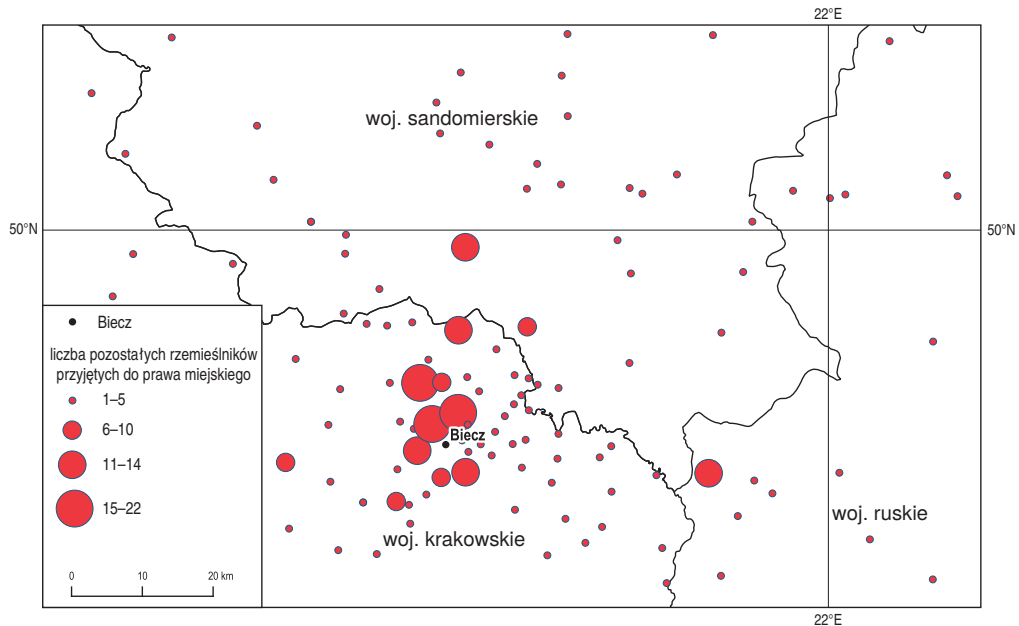 22°E
woj. sandomierskie
50°N
50°N
Biecz
liczba pozostałych rzemieślników
przyjętych do prawa miejskiego
1–5
6–10
11–14
15–22
0 10 20 km
Biecz
woj. krakowskie
woj. ruskie
22°E